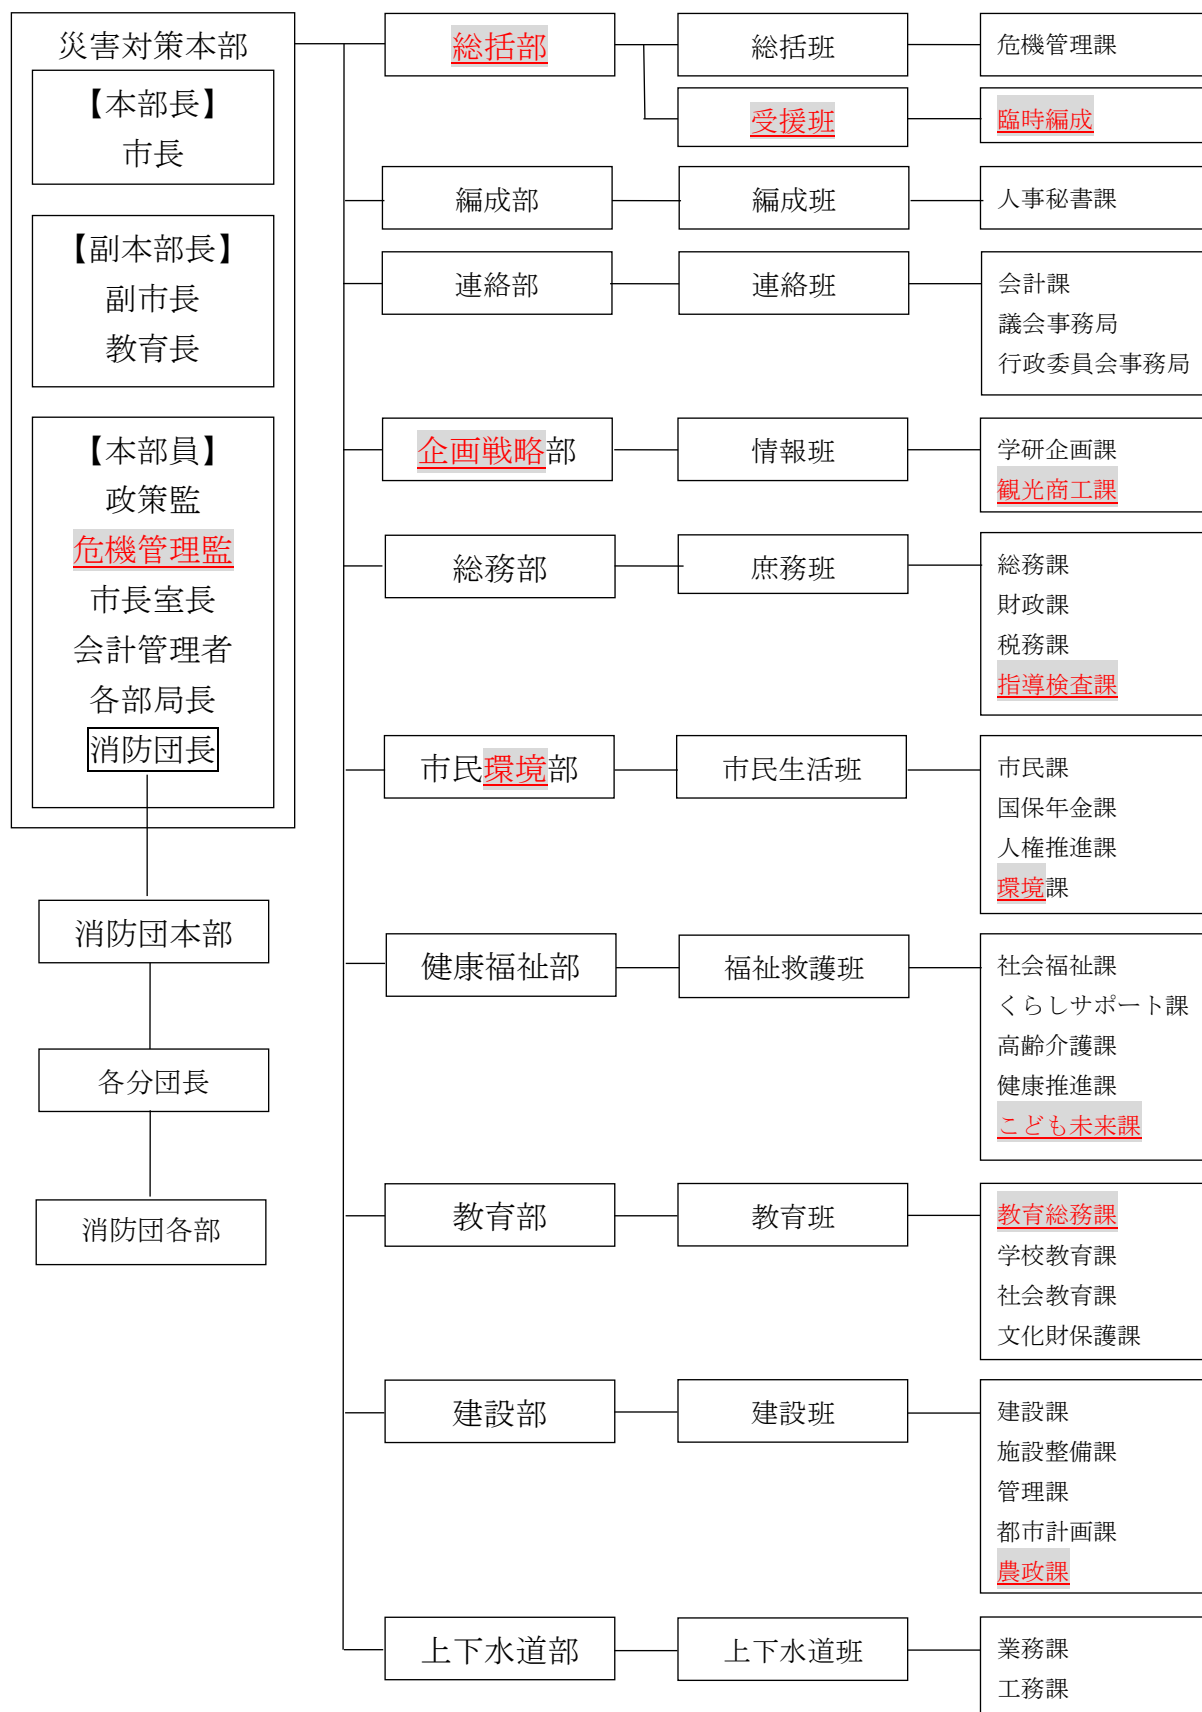 災害対策本部
【本部長】
市長
【副本部長】
副市長
教育長
【本部員】
政策監
危機管理監
市長室長
会計管理者
各部局長
消防団長
消防団本部
各分団長
消防団各部
総括部
総括班
危機管理課
受援班
臨時編成
編成部
編成班
人事秘書課
連絡部
連絡班
会計課
議会事務局
行政委員会事務局
企画戦略部
情報班
学研企画課
観光商工課
総務部
庶務班
総務課
財政課
税務課
指導検査課
市民環境部
市民生活班
市民課
国保年金課
人権推進課
環境課
健康福祉部
福祉救護班
社会福祉課
くらしサポート課
高齢介護課
健康推進課
こども未来課
教育部
教育班
教育総務課
学校教育課
社会教育課
文化財保護課
建設部
建設班
建設課
施設整備課
管理課
都市計画課
農政課
上下水道部
上下水道班
業務課
工務課